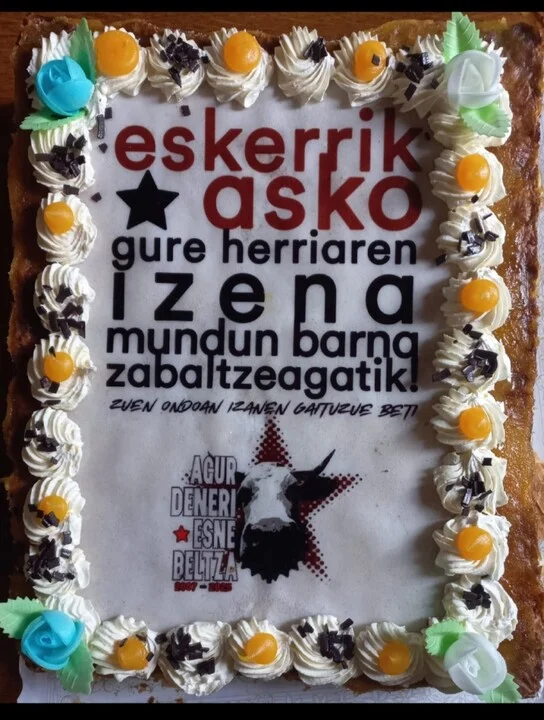 eskerrik
asko
gure herriaren
izena
mundun barna
zabaltzeagatik!
ZUEN ONDOAN IZANEN GAITUZUE BETI
AGUR
DENERI
ESNE
BELTZA